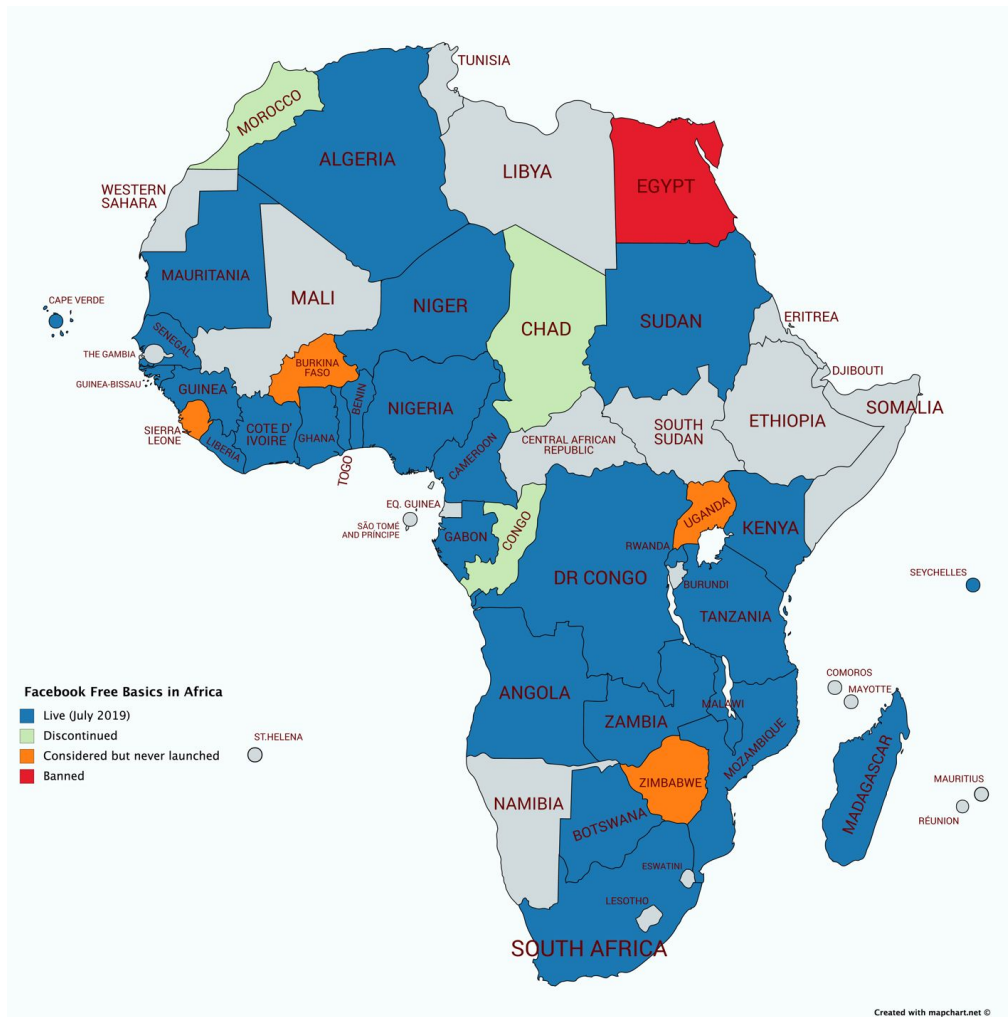 TUNISIA
MOROCCO
ALGERIA
LIBYA
EGYPT
WESTERN
SAHARA
MAURITANIA
MALI
NIGER
CHAD
SUDAN
ERITREA
CAPE VERDE
SENEGAL
THE GAMBIA
GUINEA-BISSAU
GUINEA
BURKINA
FASO
BENIN
NIGERIA
DJIBOUTI
SOMALIA
ETHIOPIA
SOUTH
SUDAN
CENTRAL AFRICAN
REPUBLIC
SIERRA
LEONE
LIBERIA
COTE D'
IVOIRE
GHANA
TOGO
CAMEROON
EQ. GUINEA
SÃO TOMÉ
AND PRÍNCIPE
GABON
CONGO
UGANDA
KENYA
RWANDA
DR CONGO
BURUNDI
SEYCHELLES
TANZANIA
COMOROS
MAYOTTE
ANGOLA
ZAMBIA
MALAWI
MOZAMBIQUE
MADAGASCAR
Facebook Free Basics in Africa
Live (July 2019)
Discontinued
Considered but never launched
Banned
ST.HELENA
NAMIBIA
ZIMBABWE
BOTSWANA
MAURITIUS
RÉUNION
ESWATINI
LESOTHO
SOUTH AFRICA
Created with mapchart.net ©